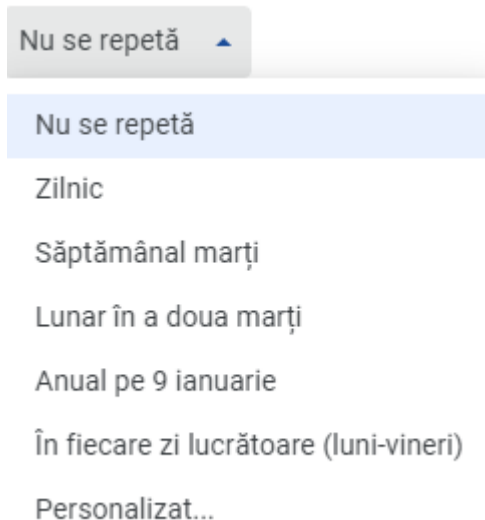 Nu se repetă
Nu se repetă
Zilnic
Săptămânal marți
Lunar în a doua marți
Anual pe 9 ianuarie
În fiecare zi lucrătoare (luni-vineri)
Personalizat...